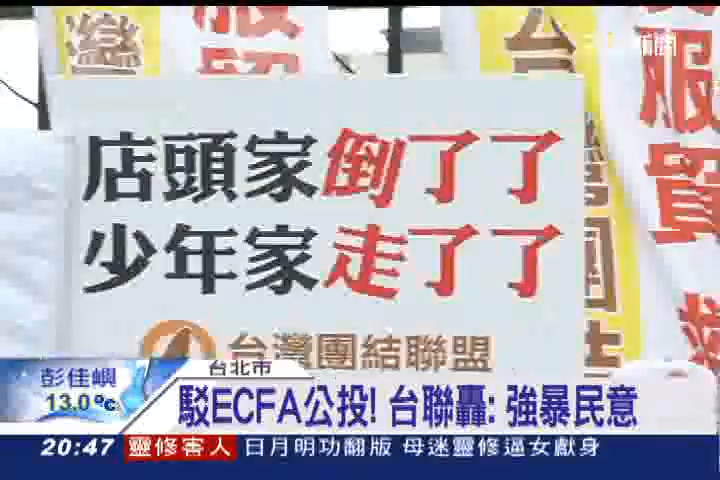 店頭家倒了了
少年家走了了
台灣團結聯盟
服貿
台北市
彭佳嶼
13.0℃
駁ECFA公投! 台聯轟: 強暴民意
20:47 靈修害人 日月明功翻版 母迷靈修逼女獻身